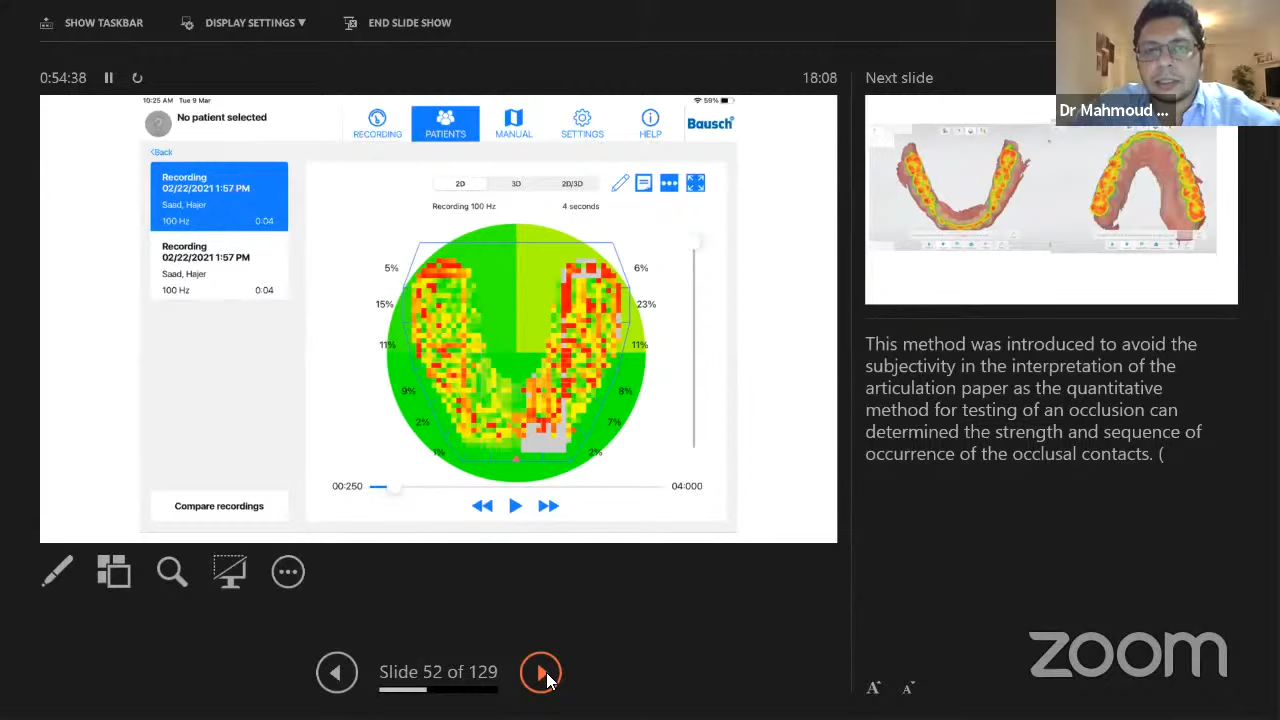 SHOW TASKBAR
DISPLAY SETTINGS ▼
END SLIDE SHOW
0:54:38
18:08
Next slide
Dr Mahmoud ...
10:25 AM Tue 9 Mar
59%
No patient selected
RECORDING
PATIENTS
MANUAL
SETTINGS
HELP
Bausch
<Back
Recording
02/22/2021 1:57 PM
Saad, Hajer
100 Hz 0:04
Recording
02/22/2021 1:57 PM
Saad, Hajer
100 Hz 0:04
Compare recordings
2D 3D 2D/3D
Recording 100 Hz 4 seconds
5% 6%
15% 23%
11% 11%
9% 8%
2% 7%
1% 2%
00:250 04:000
This method was introduced to avoid the
subjectivity in the interpretation of the
articulation paper as the quantitative
method for testing of an occlusion can
determined the strength and sequence of
occurrence of the occlusal contacts. (
Slide 52 of 129
A A
zoom